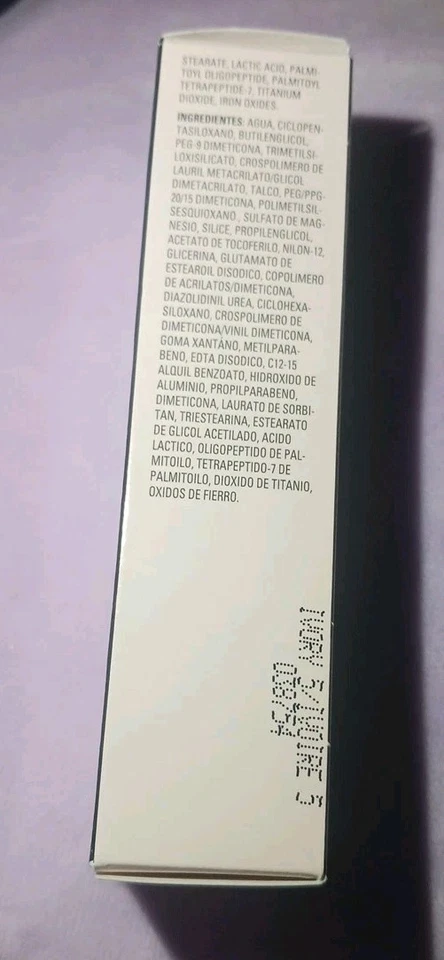 STEARATE, LACTIC ACID, PALMI-
TOYL OLIGOPEPTIDE, PALMITOYL
TETRAPEPTIDE-7, TITANIUM
DIOXIDE, IRON OXIDES.
INGREDIENTES: AGUA, CICLOPEN-
TASILOXANO, BUTILENGLICOL,
PEG-9 DIMETICONA, TRIMETILSI-
LOXISILICATO, CROSPOLIMERO DE
LAURIL METACRILATO/GLICOL
DIMETACRILATO, TALCO, PEG/PPG-
20/15 DIMETICONA, POLIMETILSIL-
SESQUIOXANO, SULFATO DE MAG-
NESIO, SILICE, PROPILENGLICOL,
ACETATO DE TOCOFERILO, NILON-12,
GLICERINA, GLUTAMATO DE
ESTEAROIL DISODICO, COPOLIMERO
DE ACRILATOS/DIMETICONA,
DIAZOLIDINIL UREA, CICLOHEXA-
SILOXANO, CROSPOLIMERO DE
DIMETICONA/VINIL DIMETICONA,
GOMA XANTANO, METILPARA-
BENO, EDTA DISODICO, C12-15
ALQUIL BENZOATO, HIDROXIDO DE
ALUMINIO, PROPILPARABENO,
DIMETICONA, LAURATO DE SORBI-
TAN, TRIESTEARINA, ESTEARATO
DE GLICOL ACETILADO, ACIDO
LACTICO, OLIGOPEPTIDO DE PAL-
MITOILO, TETRAPEPTIDO-7 DE
PALMITOILO, DIOXIDO DE TITANIO,
OXIDOS DE FIERRO.
IVORY 5/IVOIRE 5